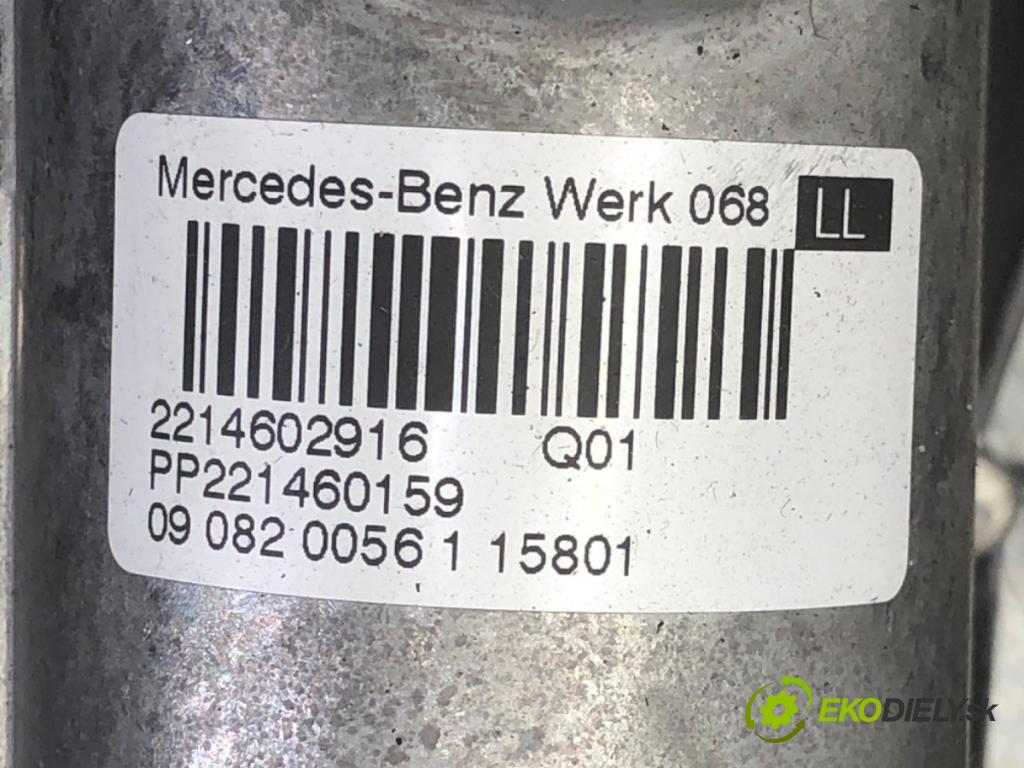 Mercedes-Benz Werk 068 LL
2214602916 Q01
PP221460159
09 082 0056 1 15801
EKODIELY.sk